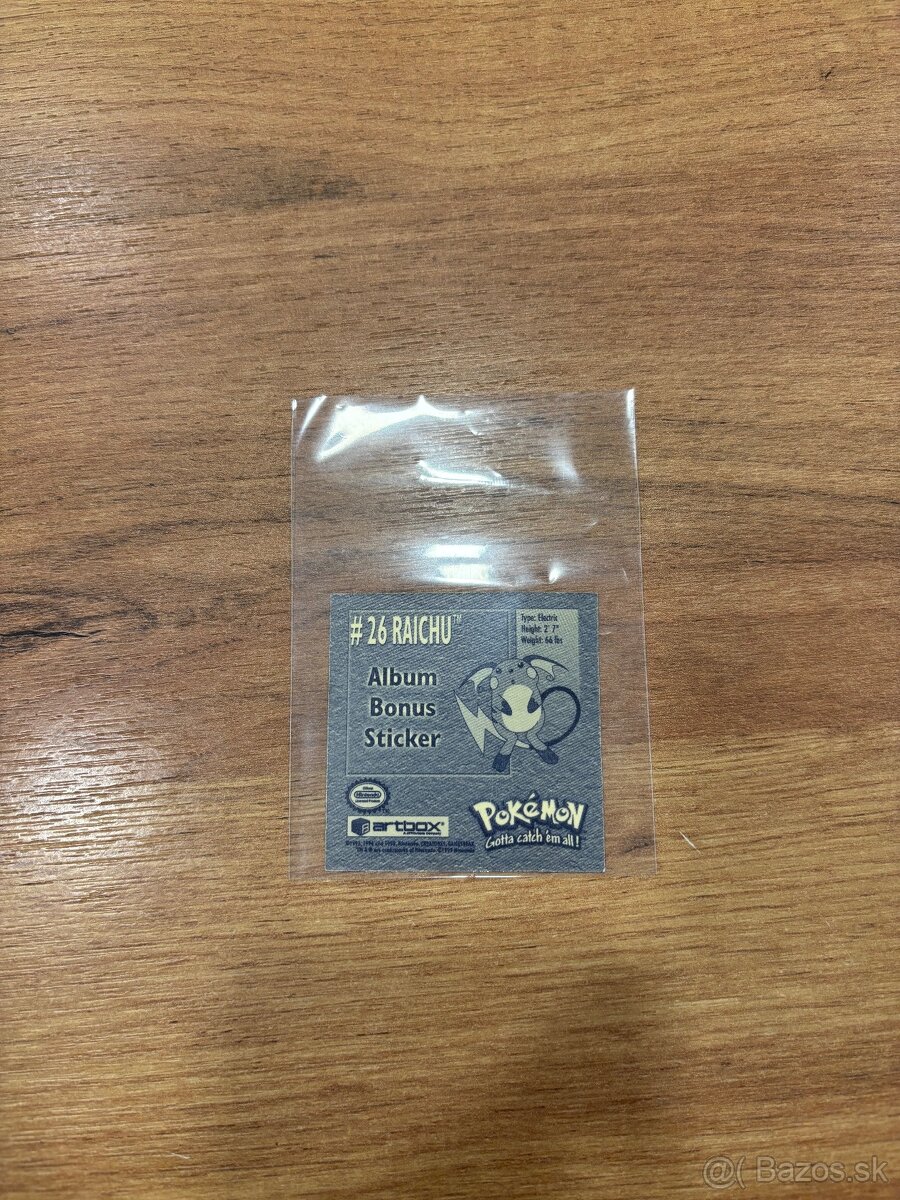 # 26 RAICHU™
Type: Electric
Height: 2' 7"
Weight: 66 lbs
Album
Bonus
Sticker
Nintendo
artbox®
POKéMON
Gotta catch 'em all!
@( Bazos.sk